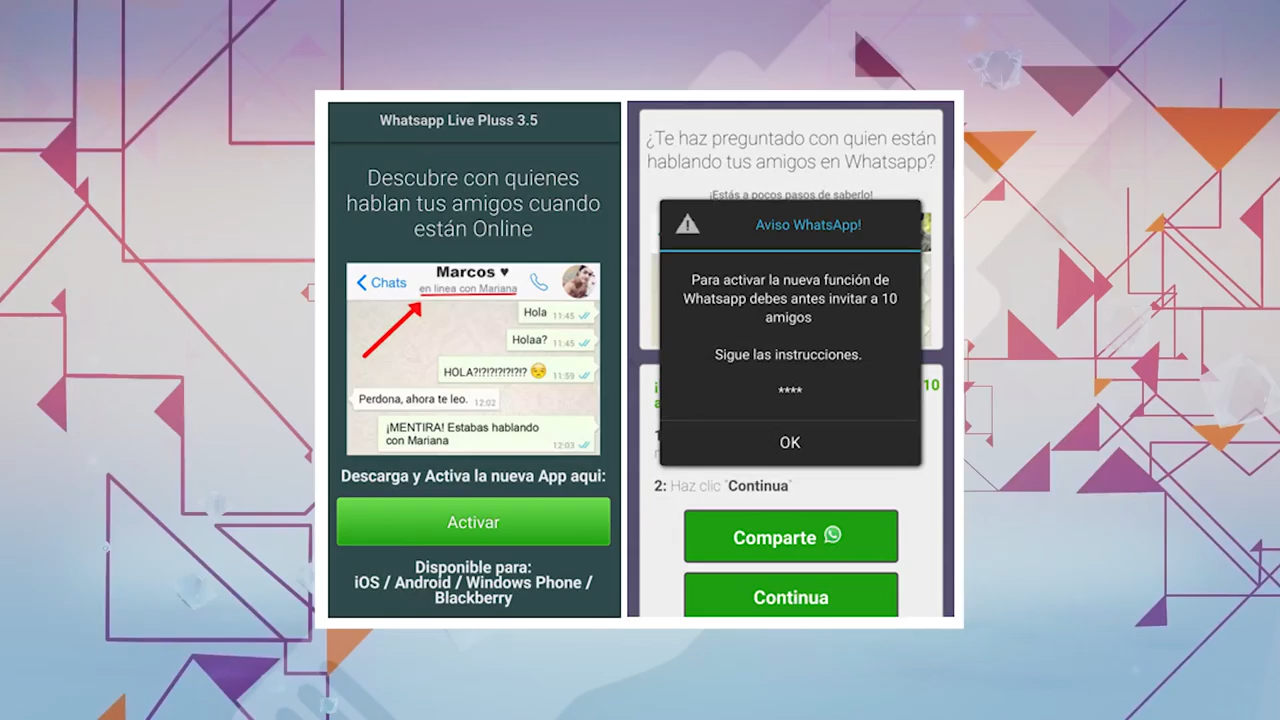 Whatsapp Live Pluss 3.5
Descubre con quienes
hablan tus amigos cuando
están Online
Chats
Marcos ♥
en linea con Mariana
Hola 11:45
Holaa? 11:45
HOLA?!?!?!?!?!? 😒 11:59
Perdona, ahora te leo. 12:02
¡MENTIRA! Estabas hablando
con Mariana 12:03
Descarga y Activa la nueva App aqui:
Activar
Disponible para:
iOS / Android / Windows Phone /
Blackberry
¿Te haz preguntado con quien están
hablando tus amigos en Whatsapp?
¡Estás a pocos pasos de saberlo!
Aviso WhatsApp!
Para activar la nueva función de
Whatsapp debes antes invitar a 10
amigos
Sigue las instrucciones.
****
OK
10
2: Haz clic "Continua"
Comparte
Continua